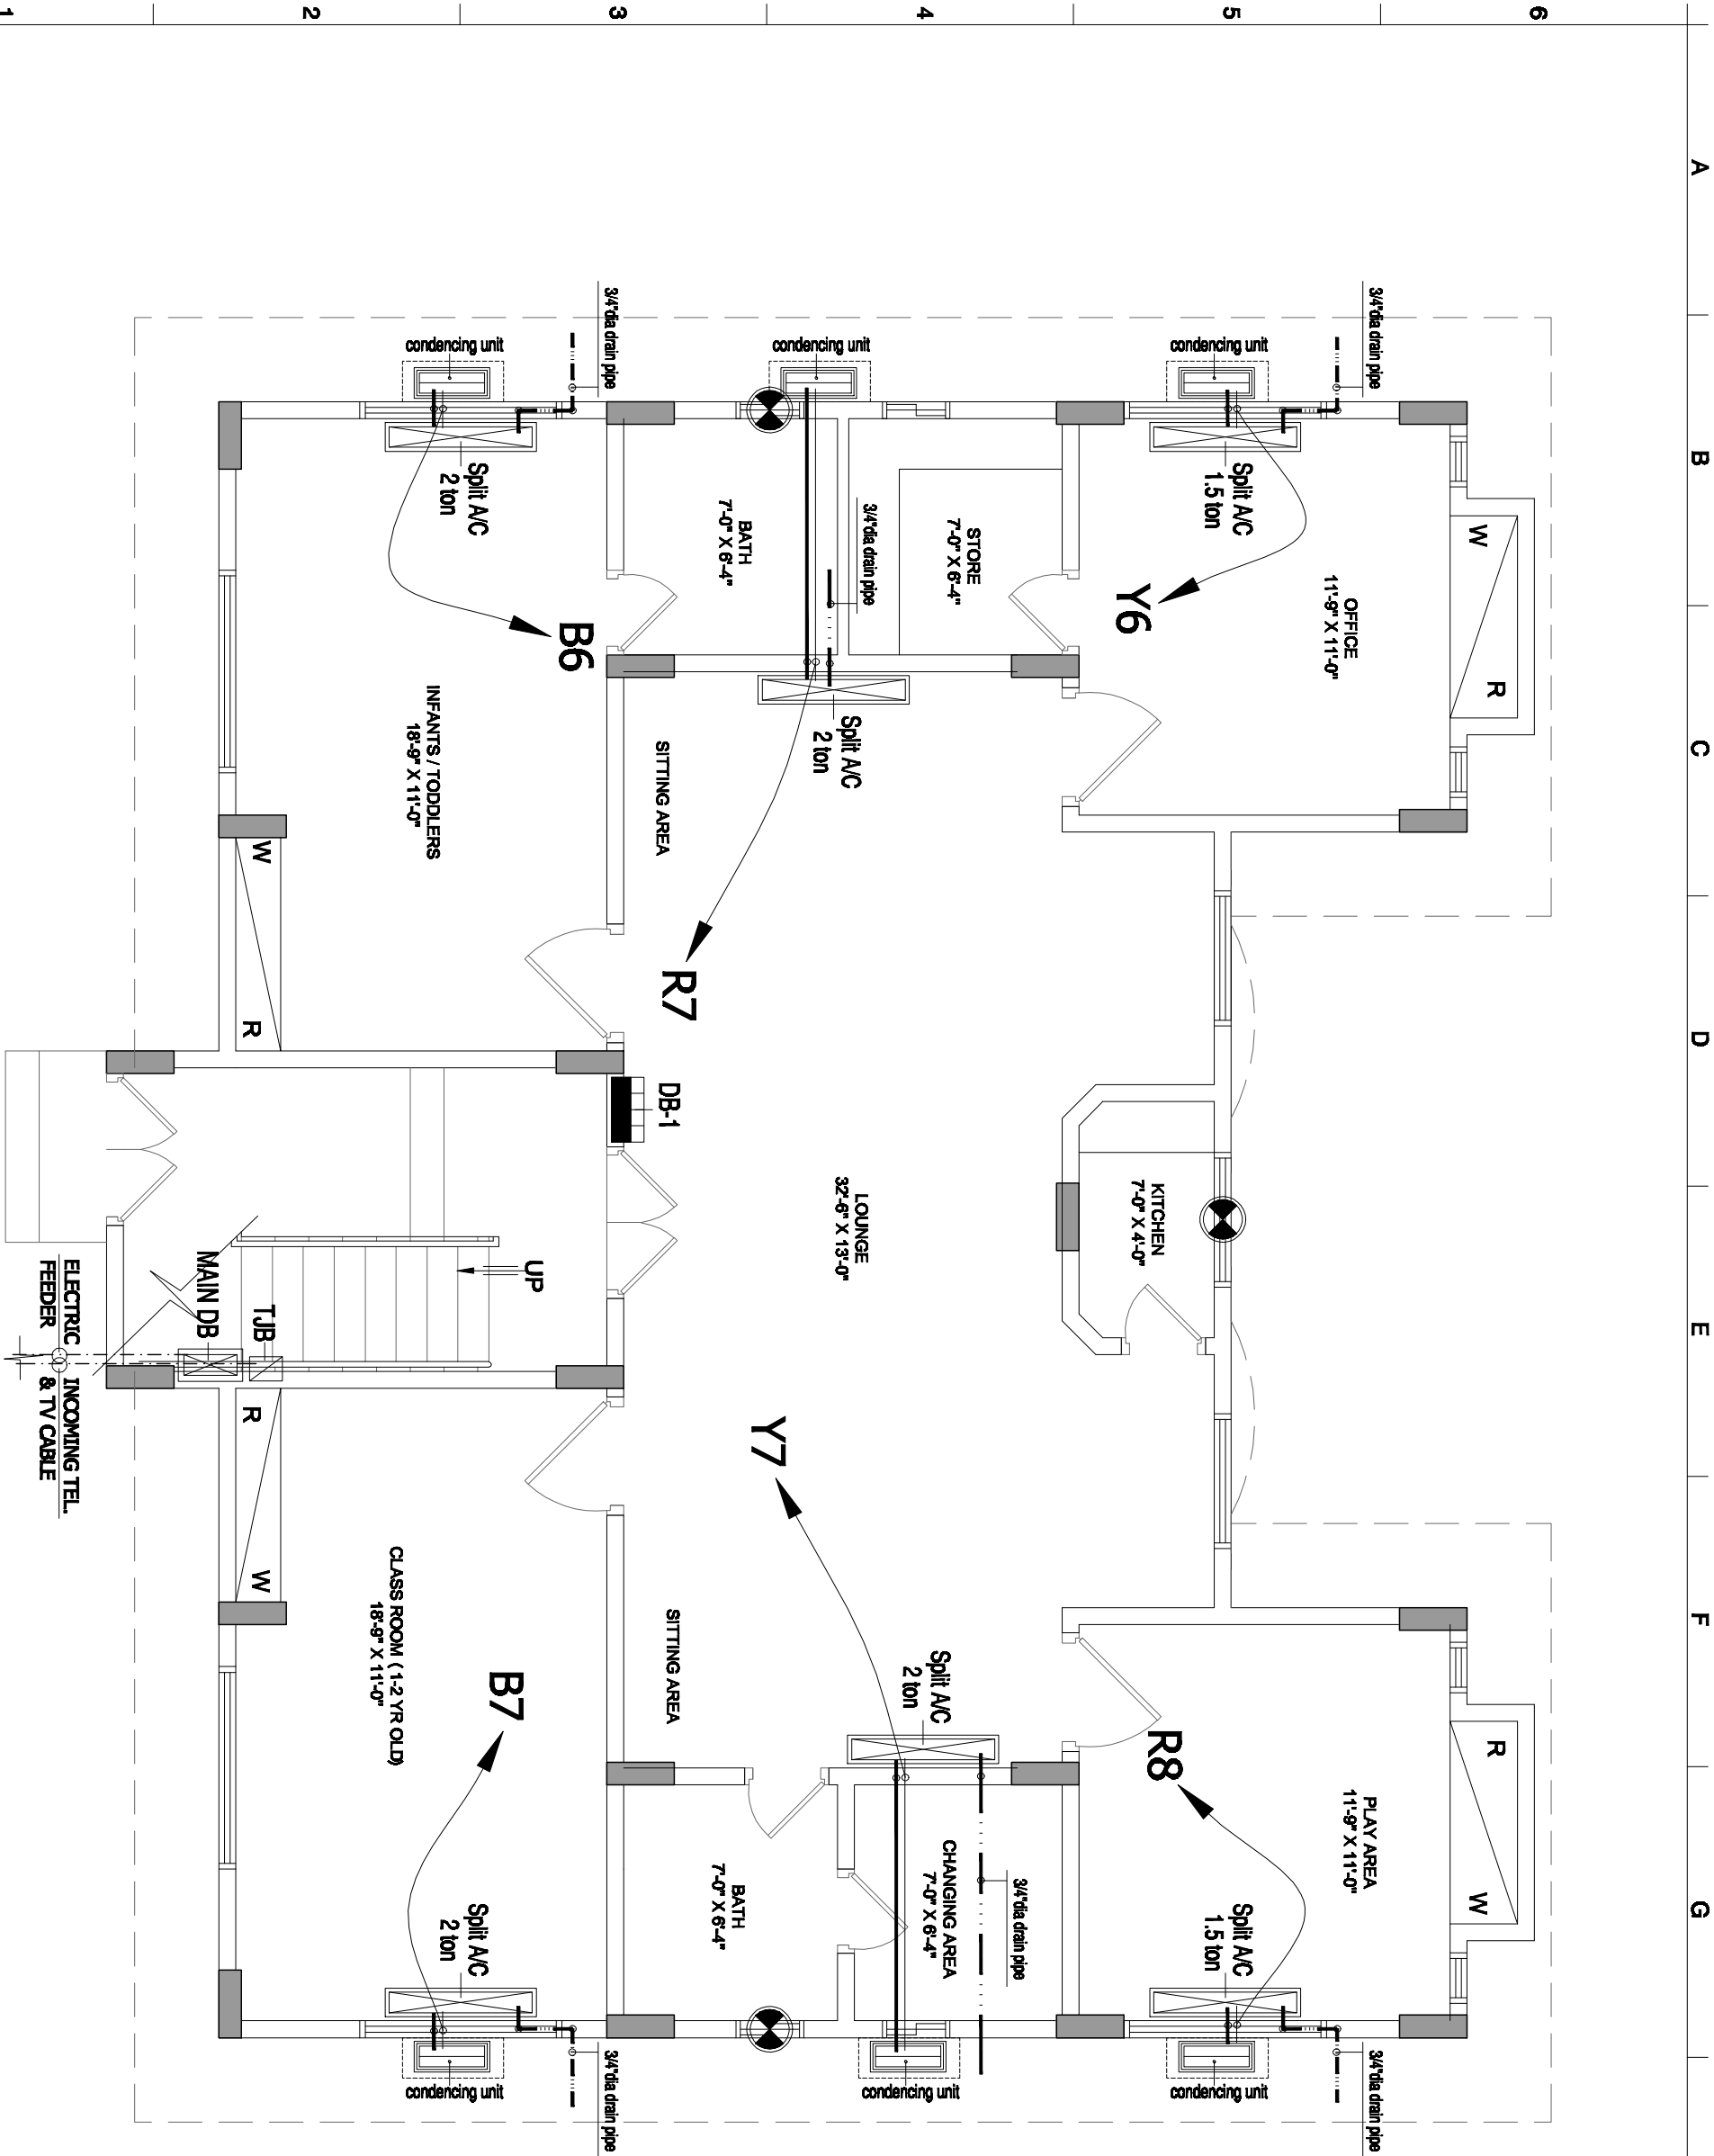 A
B
C
D
E
F
G
6
5
4
3
2
1
3/4"dia drain pipe
condencing unit
Split A/C
1.5 ton
W
R
OFFICE
11'-9" X 11'-0"
Y6
R
W
PLAY AREA
11'-9" X 11'-0"
R8
Split A/C
1.5 ton
3/4"dia drain pipe
condencing unit
KITCHEN
7'-0" X 4'-0"
STORE
7'-0" X 6'-4"
3/4"dia drain pipe
condencing unit
Split A/C
2 ton
LOUNGE
32'-6" X 13'-0"
Split A/C
2 ton
CHANGING AREA
7'-0" X 6'-4"
3/4"dia drain pipe
condencing unit
BATH
7'-0" X 6'-4"
Y7
BATH
7'-0" X 6'-4"
R7
SITTING AREA
DB-1
SITTING AREA
3/4"dia drain pipe
condencing unit
Split A/C
2 ton
B6
INFANTS / TODDLERS
18'-9" X 11'-0"
UP
B7
CLASS ROOM ( 1-2 YR OLD)
18'-9" X 11'-0"
Split A/C
2 ton
3/4"dia drain pipe
condencing unit
W
R
TJB
MAIN DB
R
W
ELECTRIC
FEEDER
INCOMING TEL.
& TV CABLE